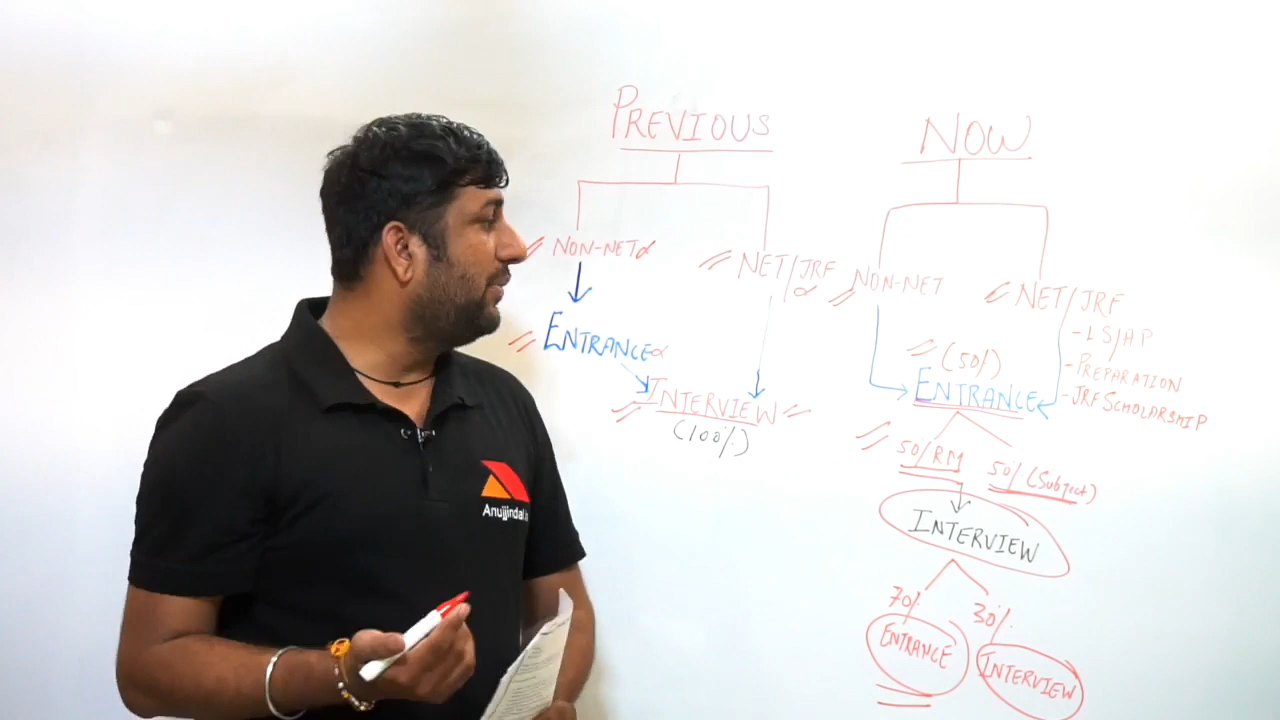 PREVIOUS
NON-NET
NET/JRF
ENTRANCE
INTERVIEW
(100%)
NOW
NON-NET
NET/JRF
-LS/AP
-PREPARATION
-JRF SCHOLARSHIP
(50%)
ENTRANCE
50% RM
50% (Subject)
INTERVIEW
70%
30%
ENTRANCE
INTERVIEW
Anujjindal.in